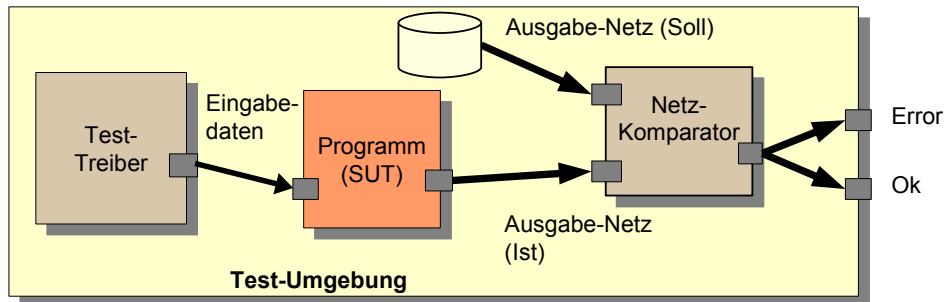 Ausgabe-Netz (Soll)
Test-
Treiber
Eingabe-
daten
Programm
(SUT)
Netz-
Komparator
Error
Ok
Ausgabe-Netz
(Ist)
Test-Umgebung